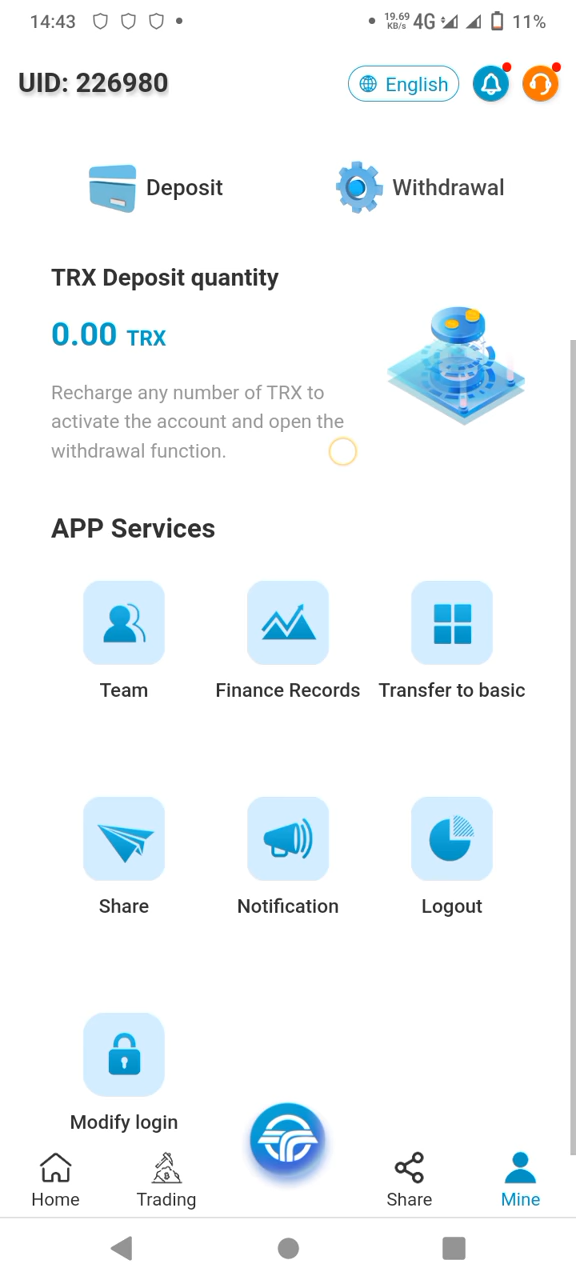 14:43
19.69
KB/s
4G
11%
UID: 226980
English
Deposit
Withdrawal
TRX Deposit quantity
0.00 TRX
Recharge any number of TRX to
activate the account and open the
withdrawal function.
APP Services
Team
Finance Records
Transfer to basic
Share
Notification
Logout
Modify login
Home
Trading
Share
Mine